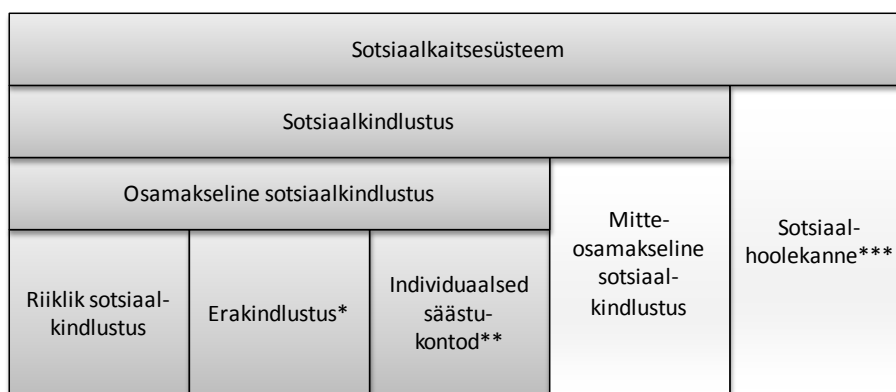 Sotsiaalkaitsesüsteem
Sotsiaalkindlustus
Osamakseline sotsiaalkindlustus
Riiklik sotsiaal-
kindlustus
Erakindlustus*
Individuaalsed
säästu-
kontod**
Mitte-
osamakseline
sotsiaal-
kindlustus
Sotsiaal-
hoolekanne***